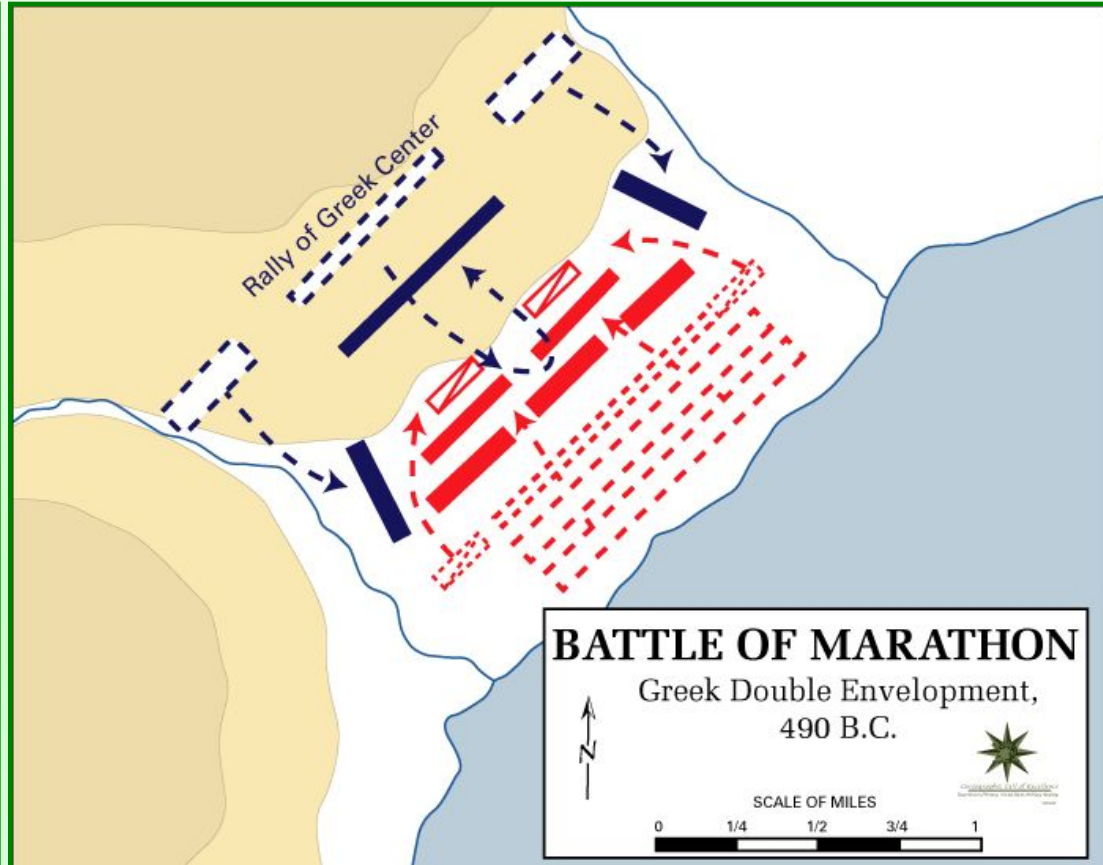 Rally of Greek Center
BATTLE OF MARATHON
Greek Double Envelopment,
490 B.C.
N
SCALE OF MILES
0 1/4 1/2 3/4 1